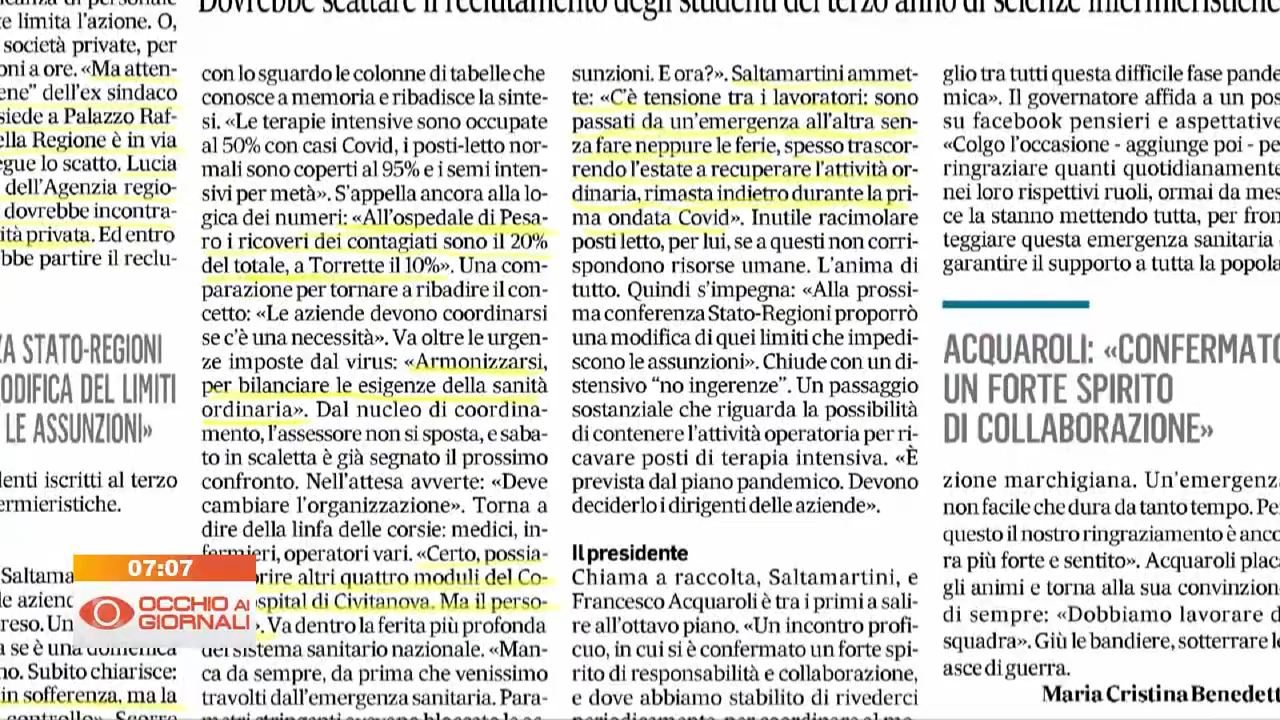 Dovrebbe scattare il reclutamento degli studenti del terzo anno di scienze infermieristiche
te limita l'azione. O,
società private, per
oni a ore. «Ma atten-
ene" dell'ex sindaco
siede a Palazzo Raf-
ella Regione è in via
egue lo scatto. Lucia
dell'Agenzia regio-
dovrebbe incontra-
ità privata. Ed entro
bbe partire il reclu-
ZA STATO-REGIONI
ODIFICA DEL LIMITI
LE ASSUNZIONI»
denti iscritti al terzo
ermieristiche.
Saltama
le aziend
reso. Un
a se è una domenica
no. Subito chiarisce:
in sofferenza, ma la
controllo». Scorre
con lo sguardo le colonne di tabelle che
conosce a memoria e ribadisce la sinte-
si. «Le terapie intensive sono occupate
al 50% con casi Covid, i posti-letto nor-
mali sono coperti al 95% e i semi inten-
sivi per metà». S'appella ancora alla lo-
gica dei numeri: «All'ospedale di Pesa-
ro i ricoveri dei contagiati sono il 20%
del totale, a Torrette il 10%». Una com-
parazione per tornare a ribadire il con-
cetto: «Le aziende devono coordinarsi
se c'è una necessità». Va oltre le urgen-
ze imposte dal virus: «Armonizzarsi,
per bilanciare le esigenze della sanità
ordinaria». Dal nucleo di coordina-
mento, l'assessore non si sposta, e saba-
to in scaletta è già segnato il prossimo
confronto. Nell'attesa avverte: «Deve
cambiare l'organizzazione». Torna a
dire della linfa delle corsie: medici, in-
fermieri, operatori vari. «Certo, possia-
prire altri quattro moduli del Co-
spital di Civitanova. Ma il perso-
». Va dentro la ferita più profonda
del sistema sanitario nazionale. «Man-
ca da sempre, da prima che venissimo
travolti dall'emergenza sanitaria. Para-
metri stringenti avevano bloccato le as-
sunzioni. E ora?». Saltamartini ammet-
te: «C'è tensione tra i lavoratori: sono
passati da un'emergenza all'altra sen-
za fare neppure le ferie, spesso trascor-
rendo l'estate a recuperare l'attività or-
dinaria, rimasta indietro durante la pri-
ma ondata Covid». Inutile racimolare
posti letto, per lui, se a questi non corri-
spondono risorse umane. L'anima di
tutto. Quindi s'impegna: «Alla prossi-
ma conferenza Stato-Regioni proporrò
una modifica di quei limiti che impedi-
scono le assunzioni». Chiude con un di-
stensivo "no ingerenze". Un passaggio
sostanziale che riguarda la possibilità
di contenere l'attività operatoria per ri-
cavare posti di terapia intensiva. «È
prevista dal piano pandemico. Devono
deciderlo i dirigenti delle aziende».
Il presidente
Chiama a raccolta, Saltamartini, e
Francesco Acquaroli è tra i primi a sali-
re all'ottavo piano. «Un incontro profi-
cuo, in cui si è confermato un forte spi-
rito di responsabilità e collaborazione,
e dove abbiamo stabilito di rivederci
periodicamente, per coordinare al me-
glio tra tutti questa difficile fase pande
mica». Il governatore affida a un pos
su facebook pensieri e aspettative
«Colgo l'occasione - aggiunge poi - pe
ringraziare quanti quotidianamente
nei loro rispettivi ruoli, ormai da mes
ce la stanno mettendo tutta, per fron
teggiare questa emergenza sanitaria
garantire il supporto a tutta la popola
ACQUAROLI: «CONFERMATO
UN FORTE SPIRITO
DI COLLABORAZIONE»
zione marchigiana. Un'emergenza
non facile che dura da tanto tempo. Pe
questo il nostro ringraziamento è anco
ra più forte e sentito». Acquaroli placa
gli animi e torna alla sua convinzion
di sempre: «Dobbiamo lavorare d
squadra». Giù le bandiere, sotterrare le
asce di guerra.
Maria Cristina Benedett
07:07
OCCHIO AI
GIORNALI